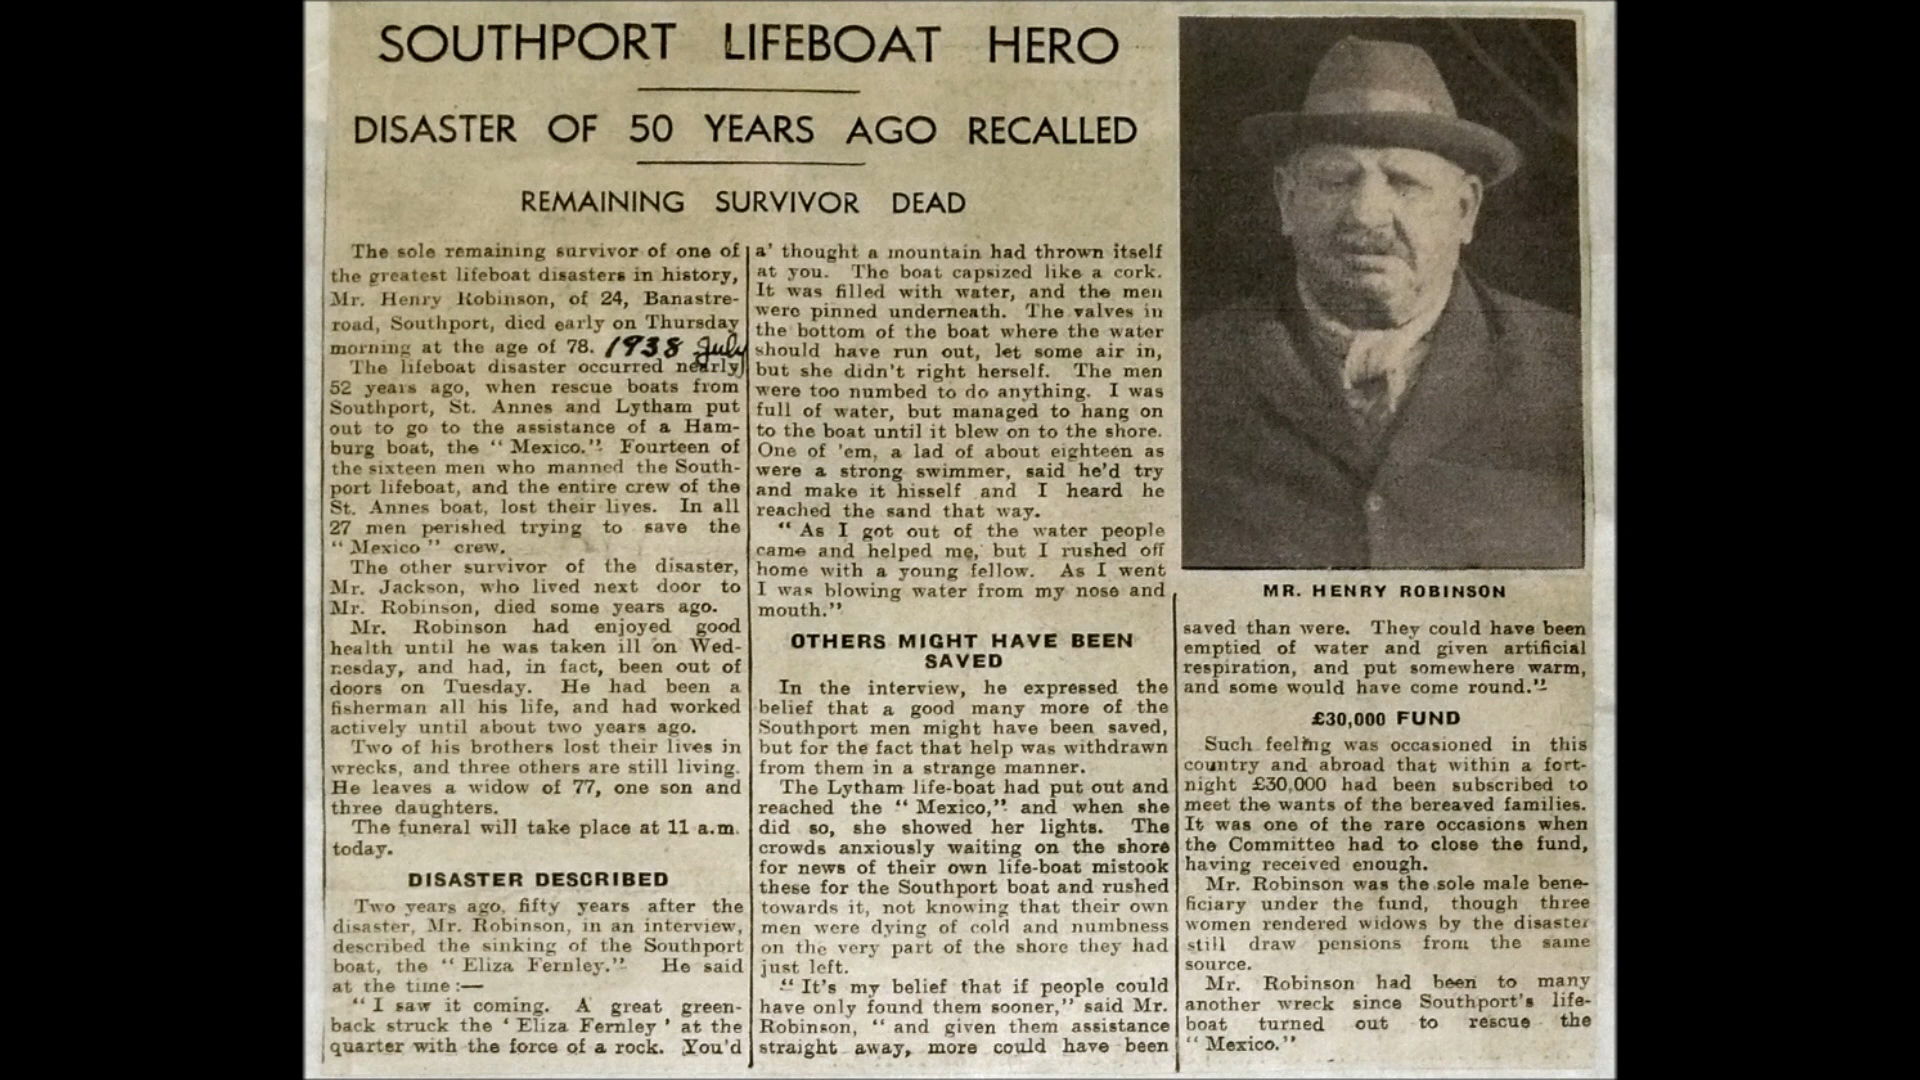 SOUTHPORT LIFEBOAT HERO
DISASTER OF 50 YEARS AGO RECALLED
REMAINING SURVIVOR DEAD
The sole remaining survivor of one of
the greatest lifeboat disasters in history,
Mr. Henry Robinson, of 24, Banastre-
road, Southport, died early on Thursday
morning at the age of 78. 1938 July
The lifeboat disaster occurred nearly
52 years ago, when rescue boats from
Southport, St. Annes and Lytham put
out to go to the assistance of a Ham-
burg boat, the "Mexico." Fourteen of
the sixteen men who manned the South-
port lifeboat, and the entire crew of the
St. Annes boat, lost their lives. In all
27 men perished trying to save the
"Mexico" crew.
The other survivor of the disaster,
Mr. Jackson, who lived next door to
Mr. Robinson, died some years ago.
Mr. Robinson had enjoyed good
health until he was taken ill on Wed-
nesday, and had, in fact, been out of
doors on Tuesday. He had been a
fisherman all his life, and had worked
actively until about two years ago.
Two of his brothers lost their lives in
wrecks, and three others are still living.
He leaves a widow of 77, one son and
three daughters.
The funeral will take place at 11 a.m.
today.
DISASTER DESCRIBED
Two years ago, fifty years after the
disaster, Mr. Robinson, in an interview,
described the sinking of the Southport
boat, the "Eliza Fernley." He said
at the time:—
"I saw it coming. A great green-
back struck the 'Eliza Fernley' at the
quarter with the force of a rock. You'd
a' thought a mountain had thrown itself
at you. The boat capsized like a cork.
It was filled with water, and the men
were pinned underneath. The valves in
the bottom of the boat where the water
should have run out, let some air in,
but she didn't right herself. The men
were too numbed to do anything. I was
full of water, but managed to hang on
to the boat until it blew on to the shore.
One of 'em, a lad of about eighteen as
were a strong swimmer, said he'd try
and make it hisself and I heard he
reached the sand that way.
"As I got out of the water people
came and helped me, but I rushed off
home with a young fellow. As I went
I was blowing water from my nose and
mouth."
OTHERS MIGHT HAVE BEEN
SAVED
In the interview, he expressed the
belief that a good many more of the
Southport men might have been saved,
but for the fact that help was withdrawn
from them in a strange manner.
The Lytham life-boat had put out and
reached the "Mexico," and when she
did so, she showed her lights. The
crowds anxiously waiting on the shore
for news of their own life-boat mistook
these for the Southport boat and rushed
towards it, not knowing that their own
men were dying of cold and numbness
on the very part of the shore they had
just left.
"It's my belief that if people could
have only found them sooner," said Mr.
Robinson, "and given them assistance
straight away, more could have been
MR. HENRY ROBINSON
saved than were. They could have been
emptied of water and given artificial
respiration, and put somewhere warm,
and some would have come round."
£30,000 FUND
Such feeling was occasioned in this
country and abroad that within a fort-
night £30,000 had been subscribed to
meet the wants of the bereaved families.
It was one of the rare occasions when
the Committee had to close the fund,
having received enough.
Mr. Robinson was the sole male bene-
ficiary under the fund, though three
women rendered widows by the disaster
still draw pensions from the same
source.
Mr. Robinson had been to many
another wreck since Southport's life-
boat turned out to rescue the
"Mexico."